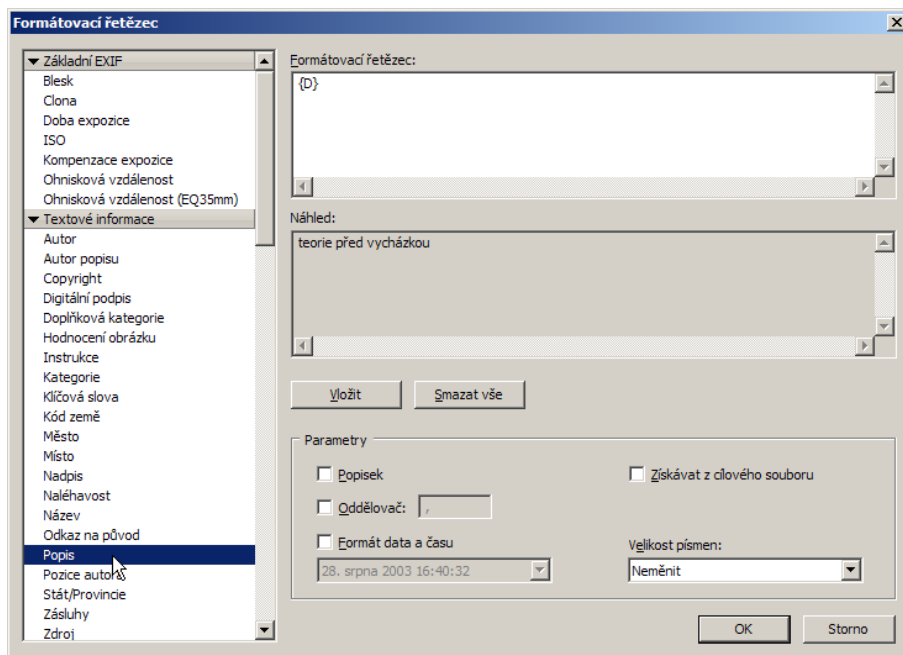 Formátovací řetězec
Základní EXIF
Blesk
Clona
Doba expozice
ISO
Kompenzace expozice
Ohnisková vzdálenost
Ohnisková vzdálenost (EQ35mm)
Textové informace
Autor
Autor popisu
Copyright
Digitální podpis
Doplňková kategorie
Hodnocení obrázku
Instrukce
Kategorie
Klíčová slova
Kód země
Město
Místo
Nadpis
Naléhavost
Název
Odkaz na původ
Popis
Pozice autora
Stát/Provincie
Zásluhy
Zdroj
Formátovací řetězec:
{D}
Náhled:
teorie před vycházkou
Vložit Smazat vše
Parametry
Popisek Získávat z cílového souboru
Oddělovač: ,
Formát data a času Velikost písmen:
28. srpna 2003 16:40:32 Neměnit
OK Storno